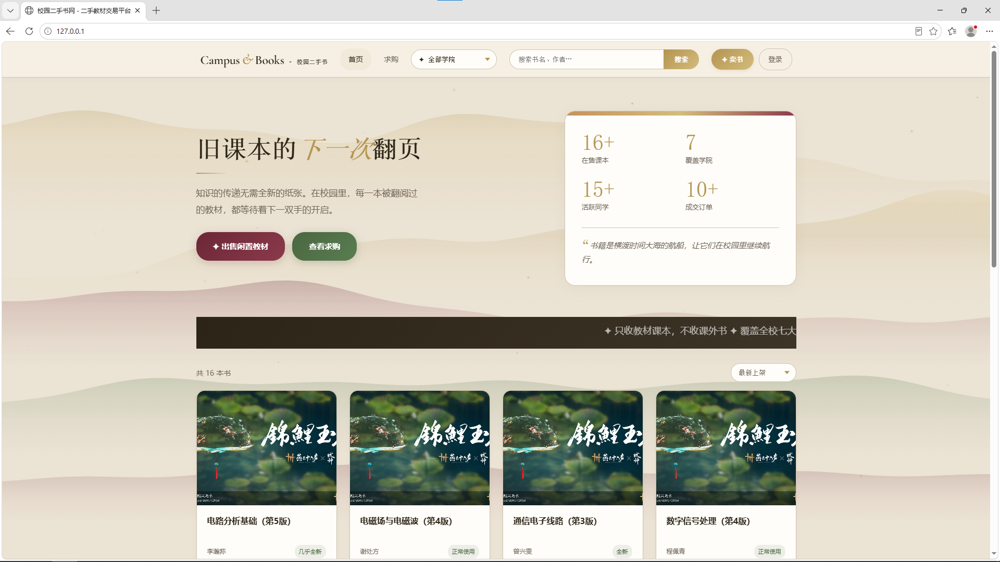 校园二手书网 - 二手教材交易平台
127.0.0.1
Campus & Books - 校园二手书
首页
求购
✦ 全部学院
搜索书名、作者…
搜索
✦ 卖书
登录
旧课本的 下一次翻页
知识的传递无需全新的纸张。在校园里，每一本被翻阅过
的教材，都等待着下一双手的开启。
✦ 出售闲置教材
查看求购
16+
在售课本
7
覆盖学院
15+
活跃同学
10+
成交订单
“ 书籍是横渡时间大海的航船，让它们在校园里继续航
行。
✦ 只收教材课本，不收课外书 ✦ 覆盖全校七大
共 16 本书
最新上架
錦鯉玉
錦鯉玉
錦鯉玉
錦鯉玉
电路分析基础（第5版）
电磁场与电磁波（第4版）
通信电子线路（第3版）
数字信号处理（第4版）
李瀚荪
几乎全新
谢处方
正常使用
曾兴雯
全新
程佩青
正常使用